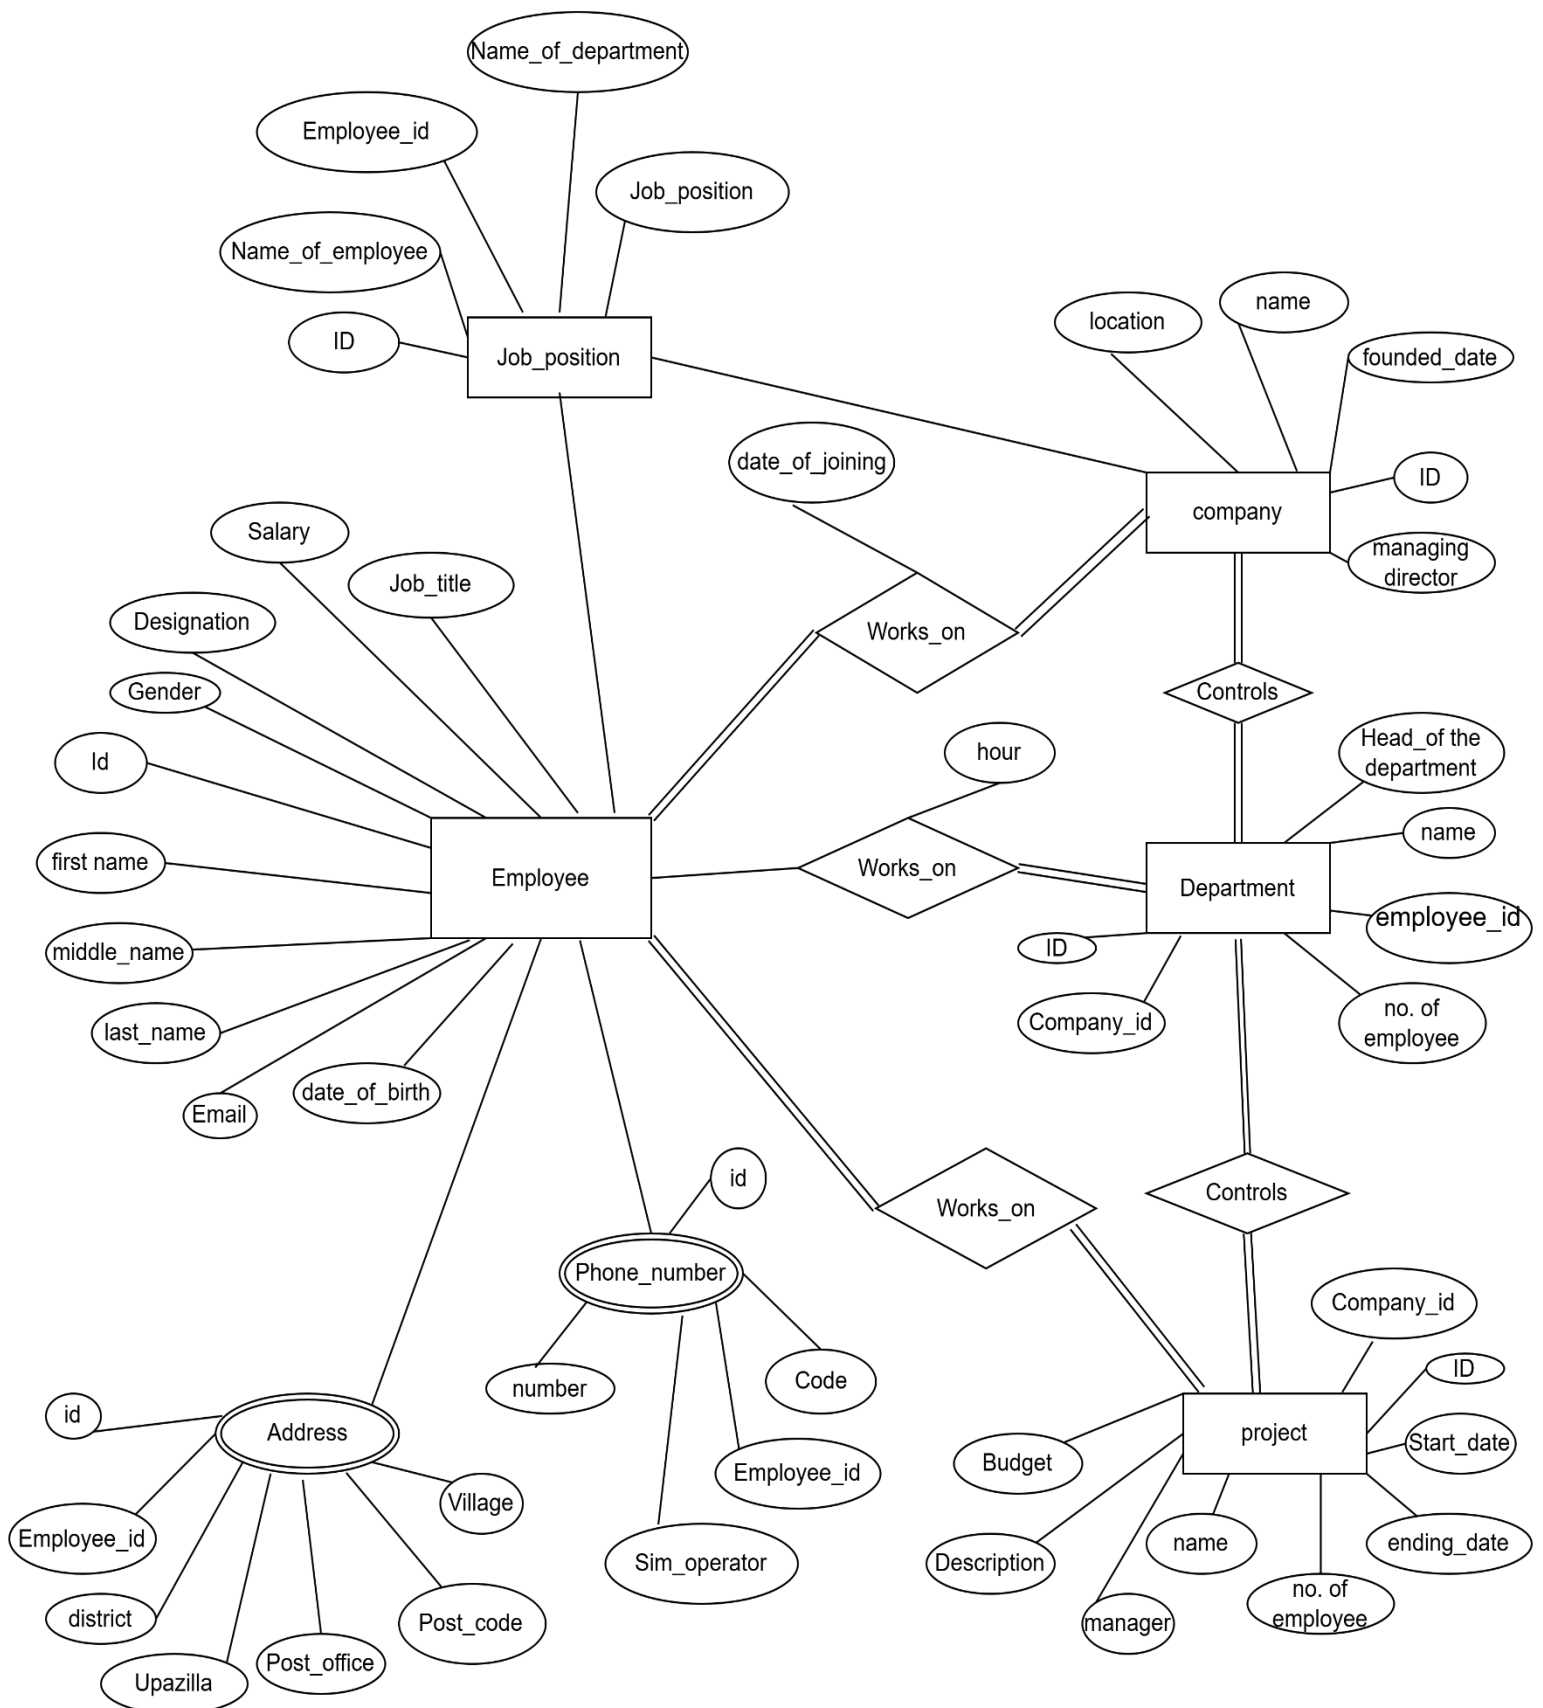 Name_of_department
Employee_id
Job_position
Name_of_employee
ID
Job_position
location
name
founded_date
ID
company
managing
director
date_of_joining
Works_on
Controls
Salary
Job_title
Designation
Gender
Id
first name
middle_name
last_name
Email
date_of_birth
Employee
hour
Works_on
Head_of the
department
name
Department
employee_id
ID
Company_id
no. of
employee
Works_on
Controls
id
Phone_number
number
Code
Employee_id
Sim_operator
id
Address
Village
Employee_id
district
Upazilla
Post_office
Post_code
Company_id
ID
project
Start_date
Budget
Description
manager
name
no. of
employee
ending_date